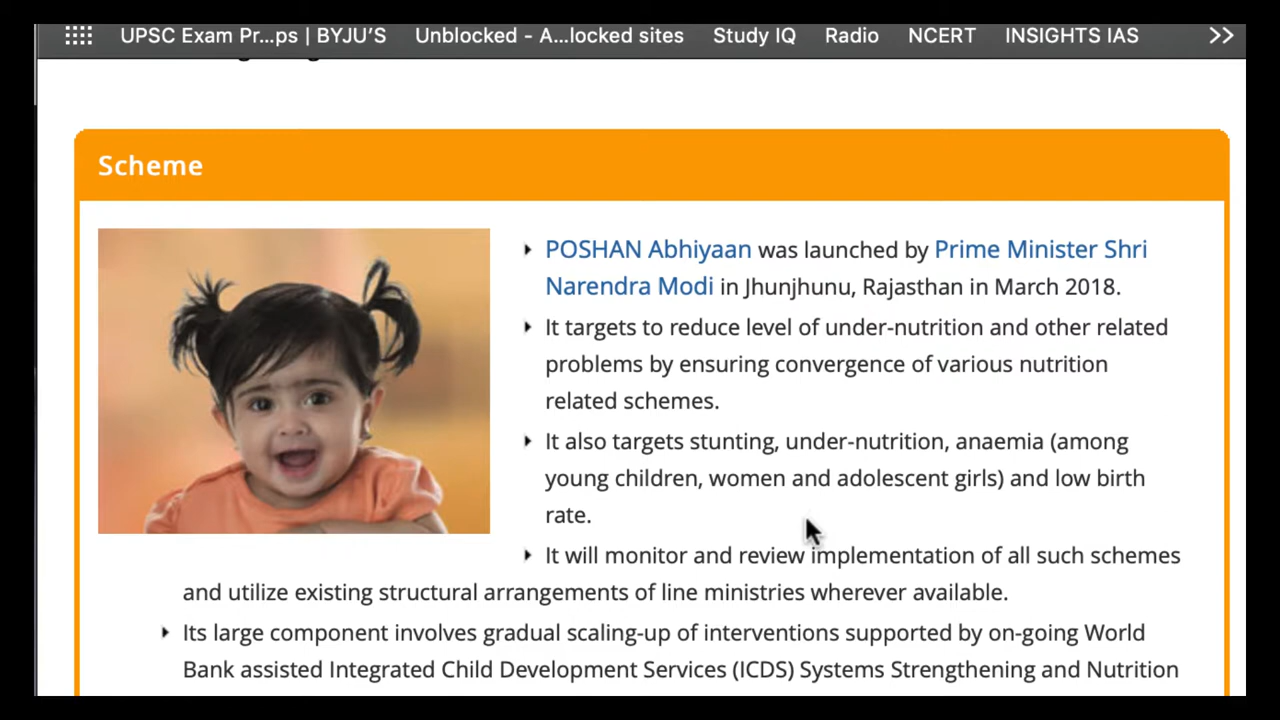 UPSC Exam Pr...ps | BYJU'S Unblocked - A...locked sites Study IQ Radio NCERT INSIGHTS IAS >>
Scheme
POSHAN Abhiyaan was launched by Prime Minister Shri
Narendra Modi in Jhunjhunu, Rajasthan in March 2018.
It targets to reduce level of under-nutrition and other related
problems by ensuring convergence of various nutrition
related schemes.
It also targets stunting, under-nutrition, anaemia (among
young children, women and adolescent girls) and low birth
rate.
It will monitor and review implementation of all such schemes
and utilize existing structural arrangements of line ministries wherever available.
Its large component involves gradual scaling-up of interventions supported by on-going World
Bank assisted Integrated Child Development Services (ICDS) Systems Strengthening and Nutrition